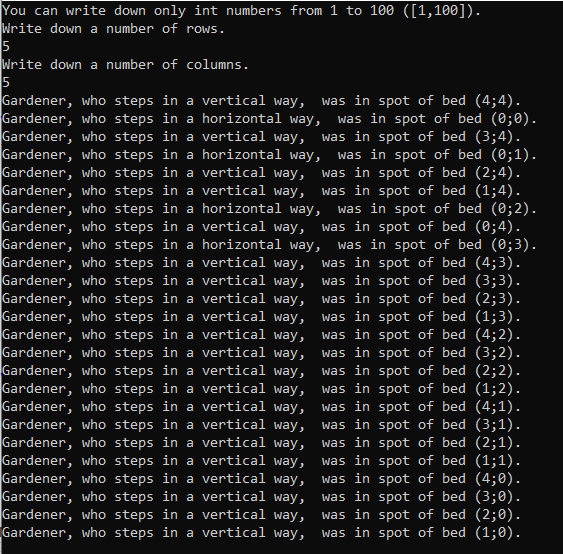 You can write down only int numbers from 1 to 100 ([1,100]).
Write down a number of rows.
5
Write down a number of columns.
5
Gardener, who steps in a vertical way,  was in spot of bed (4;4).
Gardener, who steps in a horizontal way,  was in spot of bed (0;0).
Gardener, who steps in a vertical way,  was in spot of bed (3;4).
Gardener, who steps in a horizontal way,  was in spot of bed (0;1).
Gardener, who steps in a vertical way,  was in spot of bed (2;4).
Gardener, who steps in a vertical way,  was in spot of bed (1;4).
Gardener, who steps in a horizontal way,  was in spot of bed (0;2).
Gardener, who steps in a vertical way,  was in spot of bed (0;4).
Gardener, who steps in a horizontal way,  was in spot of bed (0;3).
Gardener, who steps in a vertical way,  was in spot of bed (4;3).
Gardener, who steps in a vertical way,  was in spot of bed (3;3).
Gardener, who steps in a vertical way,  was in spot of bed (2;3).
Gardener, who steps in a vertical way,  was in spot of bed (1;3).
Gardener, who steps in a vertical way,  was in spot of bed (4;2).
Gardener, who steps in a vertical way,  was in spot of bed (3;2).
Gardener, who steps in a vertical way,  was in spot of bed (2;2).
Gardener, who steps in a vertical way,  was in spot of bed (1;2).
Gardener, who steps in a vertical way,  was in spot of bed (4;1).
Gardener, who steps in a vertical way,  was in spot of bed (3;1).
Gardener, who steps in a vertical way,  was in spot of bed (2;1).
Gardener, who steps in a vertical way,  was in spot of bed (1;1).
Gardener, who steps in a vertical way,  was in spot of bed (4;0).
Gardener, who steps in a vertical way,  was in spot of bed (3;0).
Gardener, who steps in a vertical way,  was in spot of bed (2;0).
Gardener, who steps in a vertical way,  was in spot of bed (1;0).